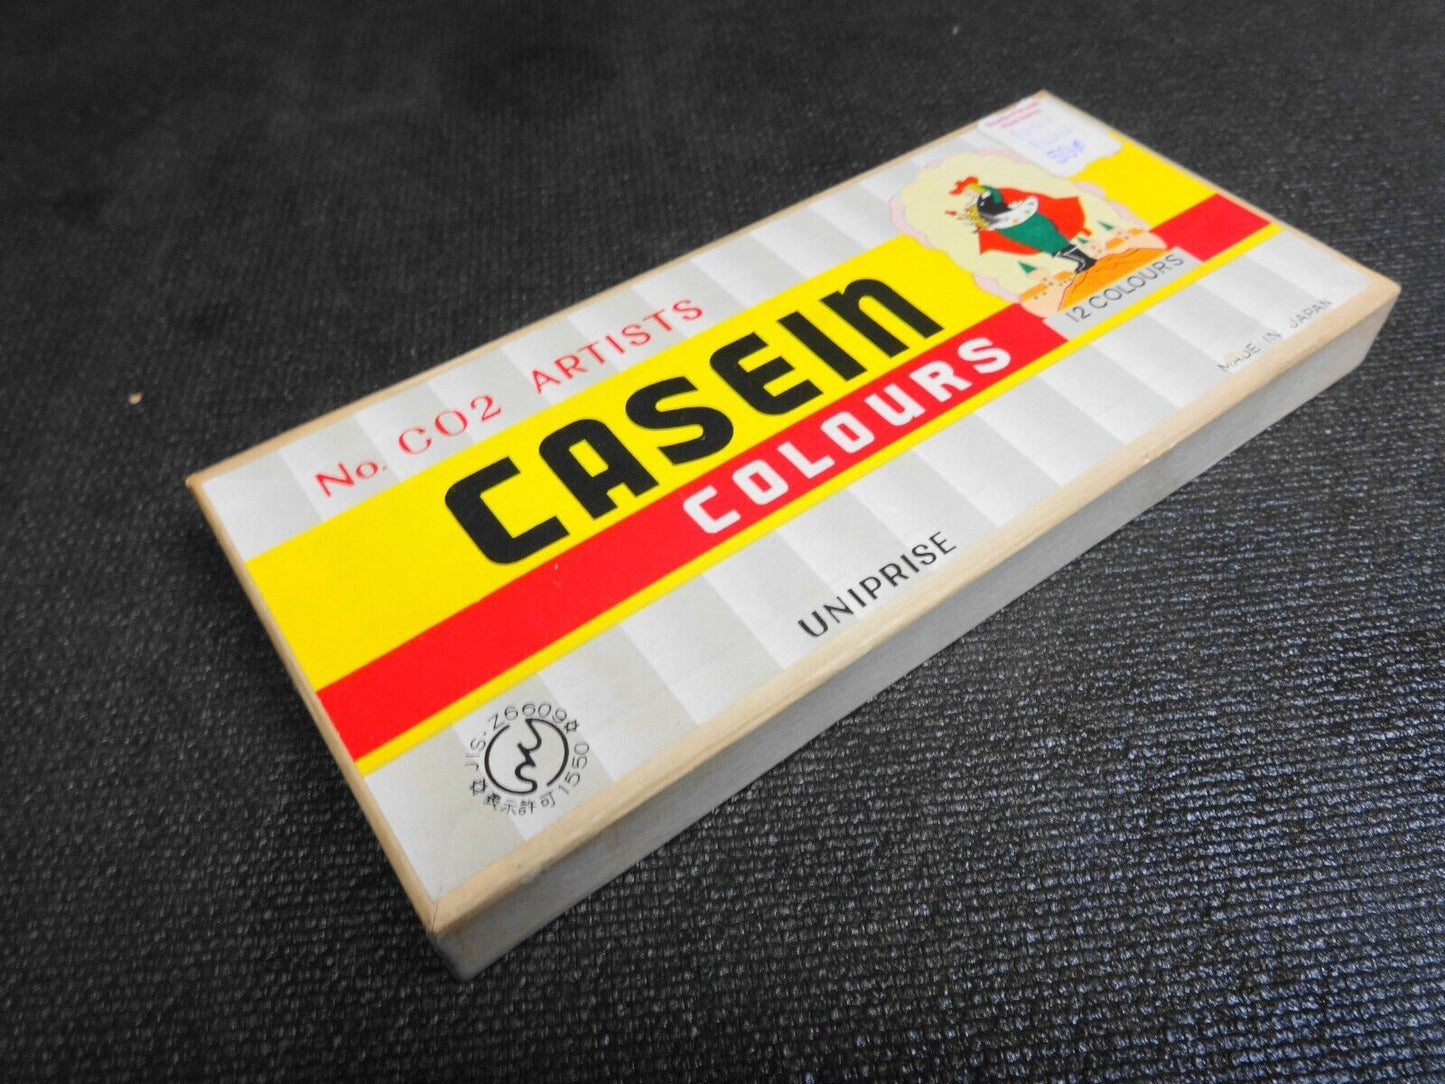 No. C02 ARTISTS
CASEIN
COLOURS
12 COLOURS
UNIPRISE
MADE IN JAPAN
JIS-Z6609
表示許可1550
50¢